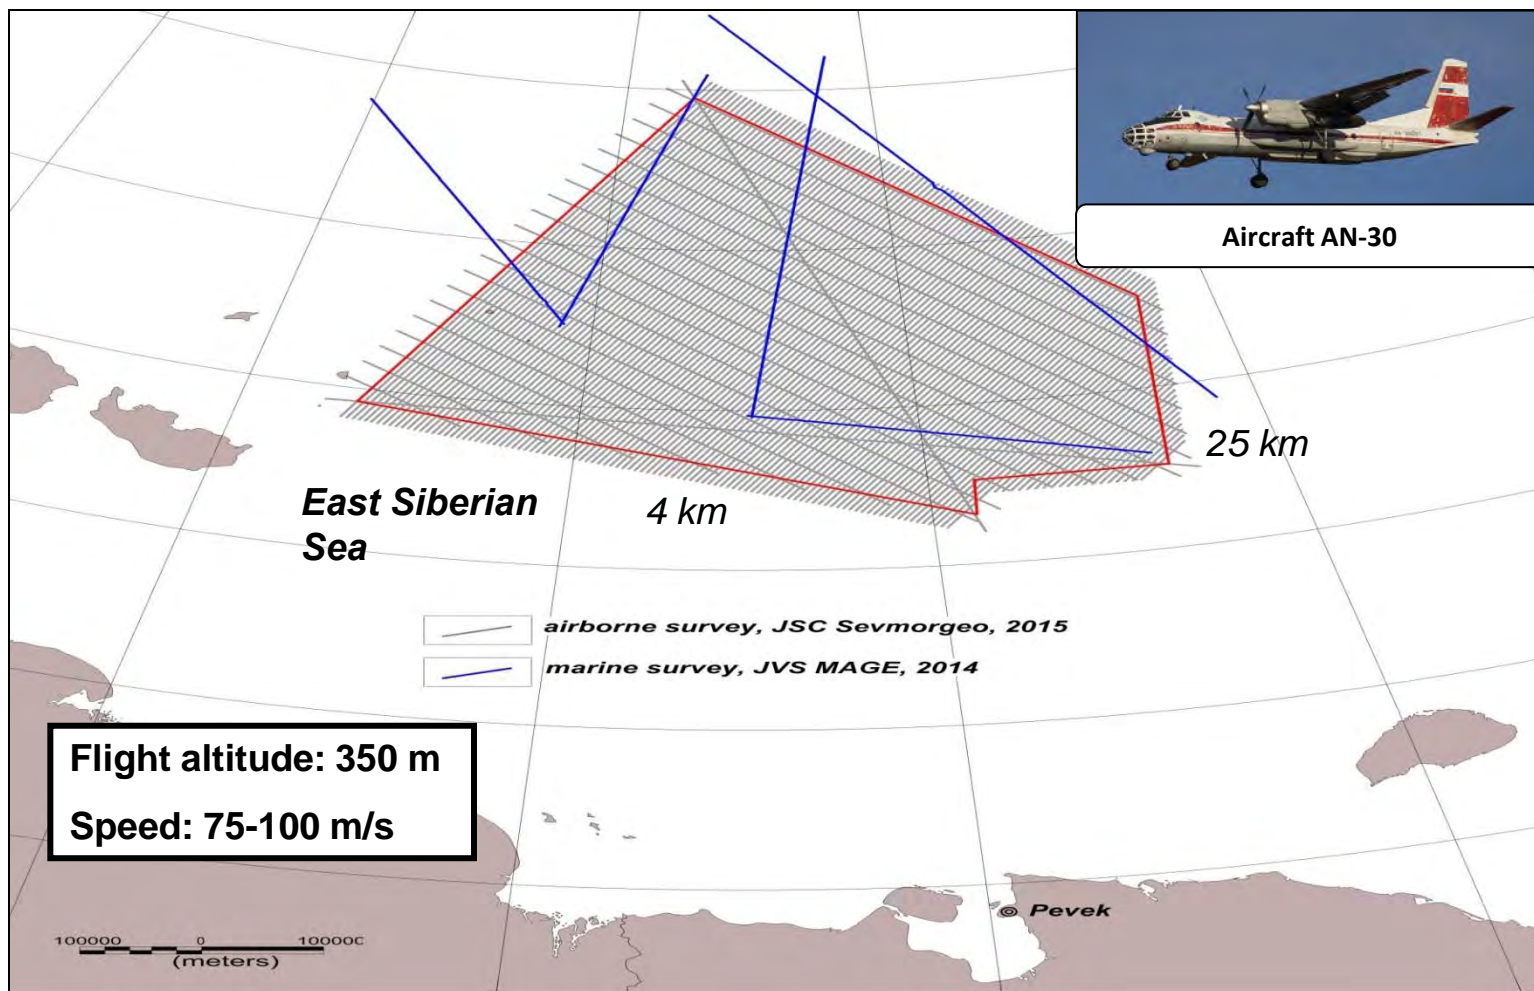 Aircraft AN-30
25 km
East Siberian
Sea
4 km
airborne survey, JSC Sevmorgeo, 2015
marine survey, JVS MAGE, 2014
Flight altitude: 350 m
Speed: 75-100 m/s
Pevek
100000 0 100000
(meters)